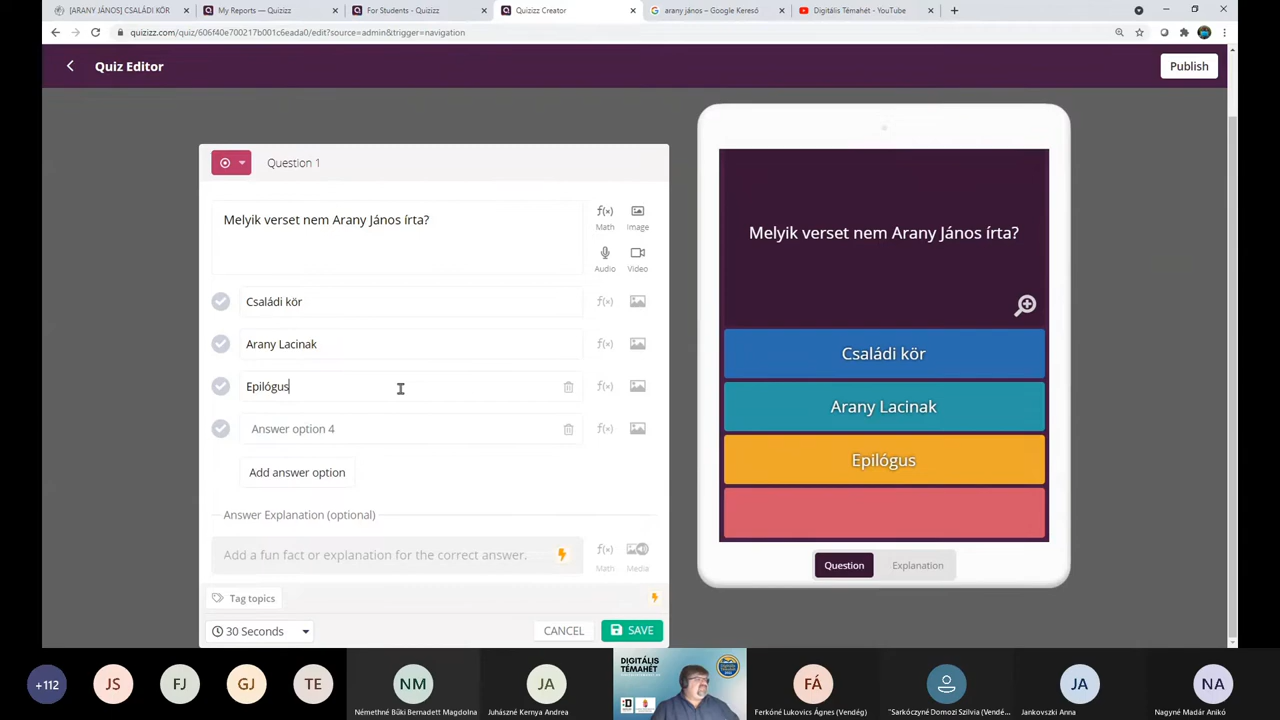 [ARANY JÁNOS] CSALÁDI KÖR
My Reports — Quizizz
For Students - Quizizz
Quizizz Creator
arany jános – Google Kereső
Digitális Témahét - YouTube
quizizz.com/quiz/606f40e700217b001c6eada0/edit?source=admin&trigger=navigation
Quiz Editor
Publish
Question 1
Melyik verset nem Arany János írta?
Math
Image
Audio
Video
Családi kör
f(x)
Arany Lacinak
f(x)
Epilógus
f(x)
Answer option 4
f(x)
Add answer option
Answer Explanation (optional)
Add a fun fact or explanation for the correct answer.
f(x)
Math
Media
Tag topics
30 Seconds
CANCEL
SAVE
Melyik verset nem Arany János írta?
Családi kör
Arany Lacinak
Epilógus
Question
Explanation
+112
JS
FJ
GJ
TE
NM
Némethné Büki Bernadett Magdolna
JA
Juhászné Kernya Andrea
DIGITÁLIS
TÉMAHÉT
FÁ
Ferkóné Lukovics Ágnes (Vendég)
"Sarkóczyné Domozi Szilvia (Vendé...
JA
Jankovszki Anna
NA
Nagyné Madár Anikó